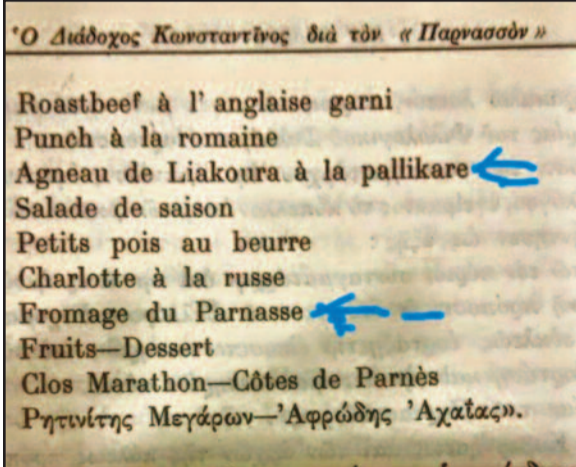 Ὁ Διάδοχος Κωνσταντῖνος διὰ τὸν «Παρνασσὸν»
Roastbeef à l' anglaise garni
Punch à là romaine
Agneau de Liakoura à la pallikare
Salade de saison
Petits pois au beurre
Charlotte à la russe
Fromage du Parnasse
Fruits—Dessert
Clos Marathon—Côtes de Parnès
Ρητινίτης Μεγάρων—Ἀφρώδης Ἀχαΐας».